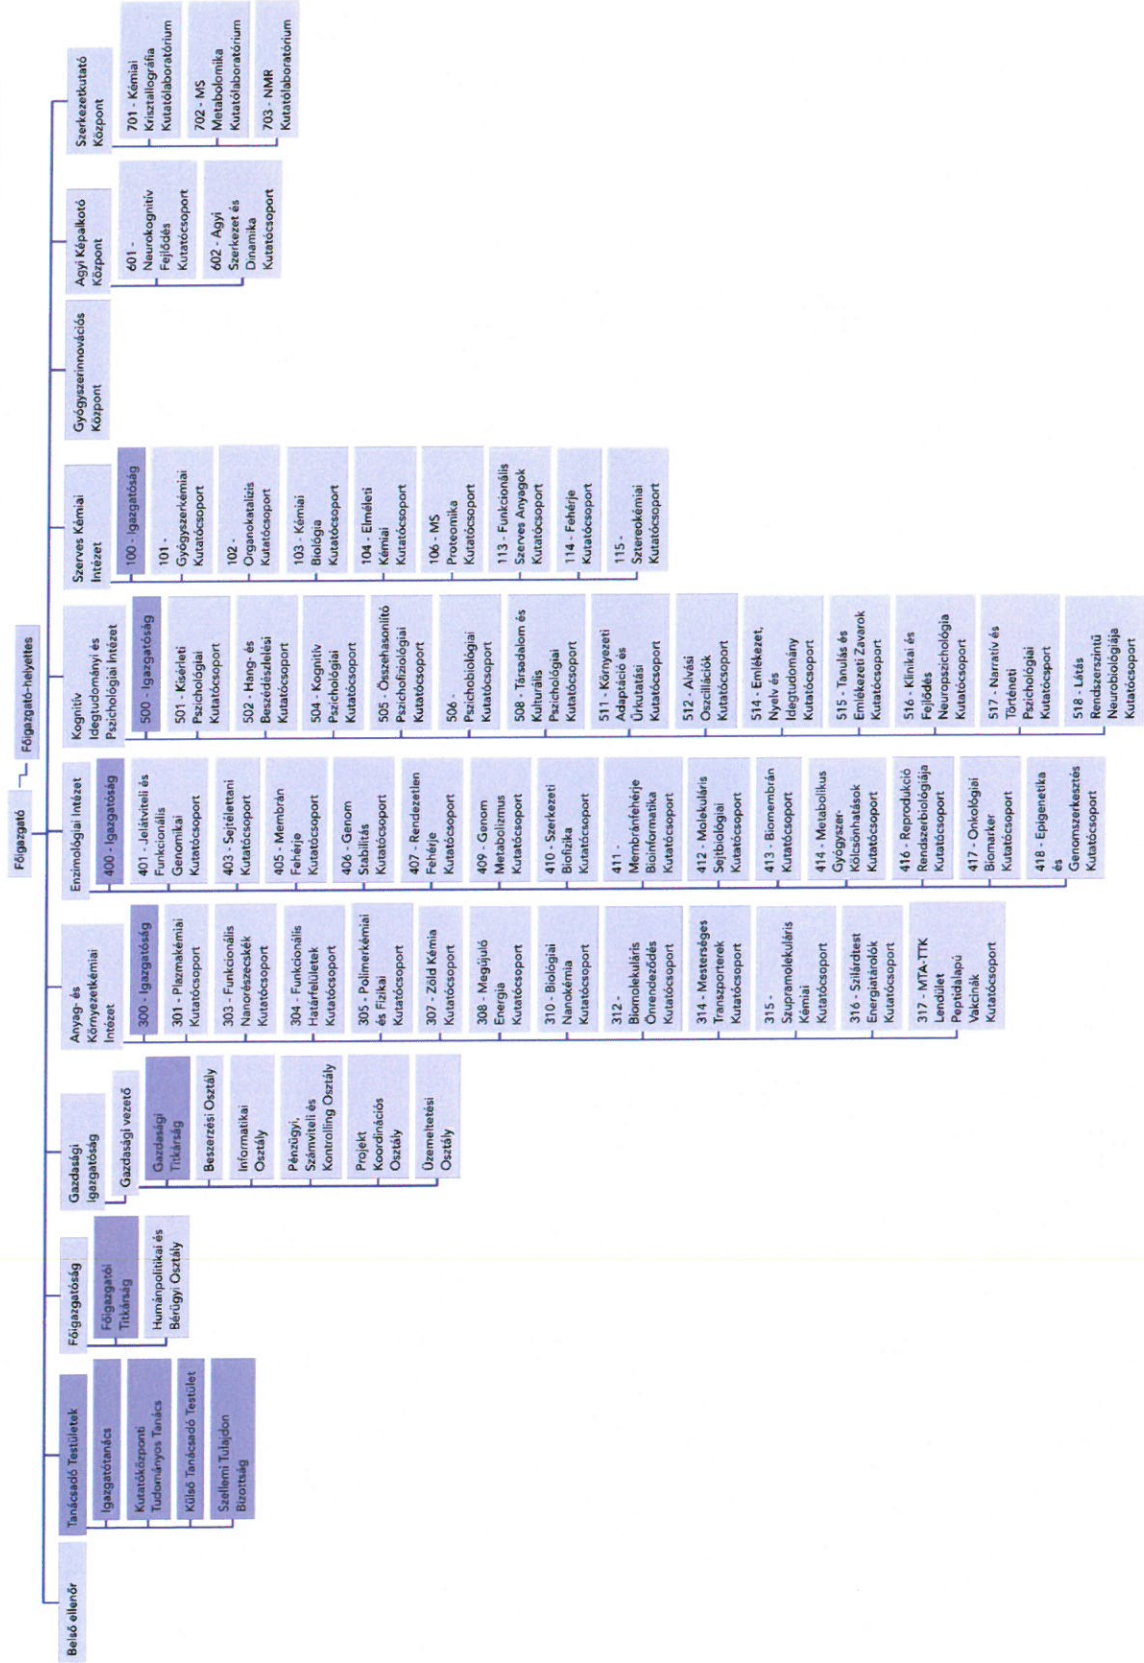 Főigazgató
Főigazgató-helyettes
Belső ellenőr
Tanácsadó Testületek
Igazgatótanács
Kutatóközponti
Tudományos Tanács
Külső Tanácsadó Testület
Szellemi Tulajdon
Bizottság
Főigazgatóság
Főigazgatói
Titkárság
Humánpolitikai és
Bérügyi Osztály
Gazdasági
Igazgatóság
Gazdasági vezető
Gazdasági
Titkárság
Beszerzési Osztály
Informatikai
Osztály
Pénzügyi,
Számviteli és
Kontrolling Osztály
Projekt
Koordinációs
Osztály
Üzemeltetési
Osztály
Anyag- és
Környezetkémiai
Intézet
300 - Igazgatóság
301 - Plazmakémiai
Kutatócsoport
303 - Funkcionális
Nanorészecskék
Kutatócsoport
304 - Funkcionális
Határfelületek
Kutatócsoport
305 - Polimerkémiai
és Fizikai
Kutatócsoport
307 - Zöld Kémia
Kutatócsoport
308 - Megújuló
Energia
Kutatócsoport
310 - Biológiai
Nanokémia
Kutatócsoport
312 -
Biomolekuláris
Önrendeződés
Kutatócsoport
314 - Mesterséges
Transzporterek
Kutatócsoport
315 -
Szupramolekuláris
Kémiai
Kutatócsoport
316 - Szilárdtest
Energiatárolók
Kutatócsoport
317 - MTA-TTK
Lendület
Peptidalapú
Vakcinák
Kutatócsoport
Enzimológiai Intézet
400 - Igazgatóság
401 - Jelátviteli és
Funkcionális
Genomikai
Kutatócsoport
403 - Sejtélettani
Kutatócsoport
405 - Membrán
Fehérje
Kutatócsoport
406 - Genom
Stabilitás
Kutatócsoport
407 - Rendezetlen
Fehérje
Kutatócsoport
409 - Genom
Metabolizmus
Kutatócsoport
410 - Szerkezeti
Biofizika
Kutatócsoport
411 -
Membránfehérje
Bioinformatika
Kutatócsoport
412 - Molekuláris
Sejtbiológiai
Kutatócsoport
413 - Biomembrán
Kutatócsoport
414 - Metabolikus
Gyógyszer-
Kölcsönhatások
Kutatócsoport
416 - Reprodukció
Rendszerbiológiája
Kutatócsoport
417 - Onkológiai
Biomarker
Kutatócsoport
418 - Epigenetika
és
Genomszerkesztés
Kutatócsoport
Kognitív
Idegtudományi és
Pszichológiai Intézet
500 - Igazgatóság
501 - Kísérleti
Pszichológiai
Kutatócsoport
502 - Hang- és
Beszédészlelési
Kutatócsoport
504 - Kognitív
Pszichológiai
Kutatócsoport
505 - Összehasonlító
Pszichofiziológiai
Kutatócsoport
506 -
Pszichobiológiai
Kutatócsoport
508 - Társadalom és
Kulturális
Pszichológiai
Kutatócsoport
511 - Környezeti
Adaptáció és
Űrkutatási
Kutatócsoport
512 - Alvási
Oszcillációk
Kutatócsoport
514 - Emlékezet,
Nyelv és
Idegtudomány
Kutatócsoport
515 - Tanulás és
Emlékezeti Zavarok
Kutatócsoport
516 - Klinikai és
Fejlődés
Neuropszichológia
Kutatócsoport
517 - Narratív és
Történeti
Pszichológiai
Kutatócsoport
518 - Látás
Rendszerszintű
Neurobiológiája
Kutatócsoport
Szerves Kémiai
Intézet
100 - Igazgatóság
101 -
Gyógyszerkémiai
Kutatócsoport
102 -
Organokatalízis
Kutatócsoport
103 - Kémiai
Biológia
Kutatócsoport
104 - Elméleti
Kémiai
Kutatócsoport
106 - MS
Proteomika
Kutatócsoport
113 - Funkcionális
Szerves Anyagok
Kutatócsoport
114 - Fehérje
Kutatócsoport
115 -
Sztereokémiai
Kutatócsoport
Gyógyszerinnovációs
Központ
Agyi Képalkotó
Központ
601 -
Neurokognitív
Fejlődés
Kutatócsoport
602 - Agyi
Szerkezet és
Dinamika
Kutatócsoport
Szerkezetkutató
Központ
701 - Kémiai
Krisztallográfia
Kutatólaboratórium
702 - MS
Metabolomika
Kutatólaboratórium
703 - NMR
Kutatólaboratórium